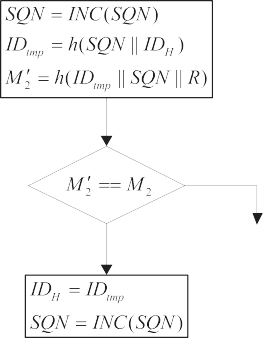 SQN = INC(SQN)
ID_tmp = h(SQN || ID_H)
M'_2 = h(ID_tmp || SQN || R)
M'_2 == M_2
ID_H = ID_tmp
SQN = INC(SQN)